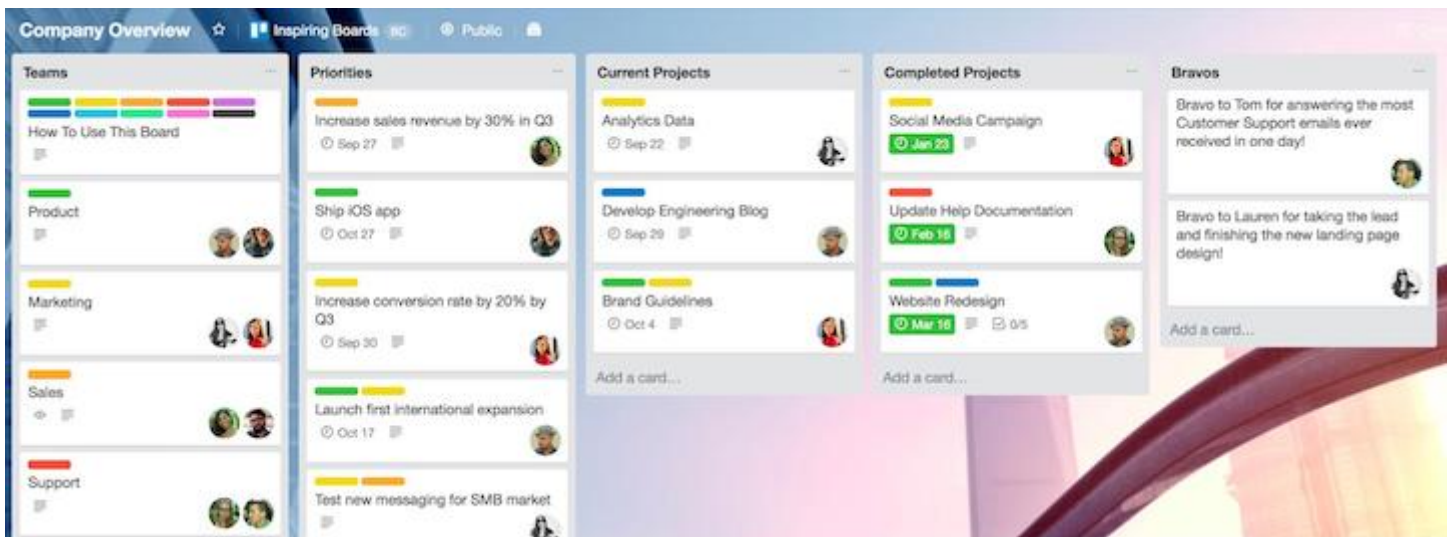 Company Overview
Inspiring Boards BC
Public
Teams
How To Use This Board
Product
Marketing
Sales
Support
Priorities
Increase sales revenue by 30% in Q3
Sep 27
Ship iOS app
Oct 27
Increase conversion rate by 20% by
Q3
Sep 30
Launch first international expansion
Oct 17
Test new messaging for SMB market
Current Projects
Analytics Data
Sep 22
Develop Engineering Blog
Sep 29
Brand Guidelines
Oct 4
Add a card...
Completed Projects
Social Media Campaign
Jan 23
Update Help Documentation
Feb 16
Website Redesign
Mar 16 0/5
Add a card...
Bravos
Bravo to Tom for answering the most
Customer Support emails ever
received in one day!
Bravo to Lauren for taking the lead
and finishing the new landing page
design!
Add a card...